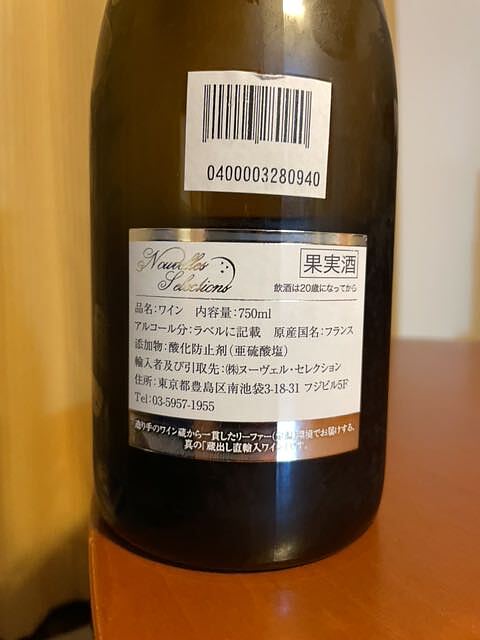 0400003280940
Nouvelles
Selections
果実酒
飲酒は20歳になってから
品名：ワイン　内容量：750ml
アルコール分：ラベルに記載　原産国名：フランス
添加物：酸化防止剤（亜硫酸塩）
輸入者及び引取先：㈱ヌーヴェル・セレクション
住所：東京都豊島区南池袋3-18-31 フジビル5F
Tel：03-5957-1955
造り手のワイン蔵から一貫したリーファー（ 環境でお届けする、
真の「蔵出し直輸入ワイン」です。